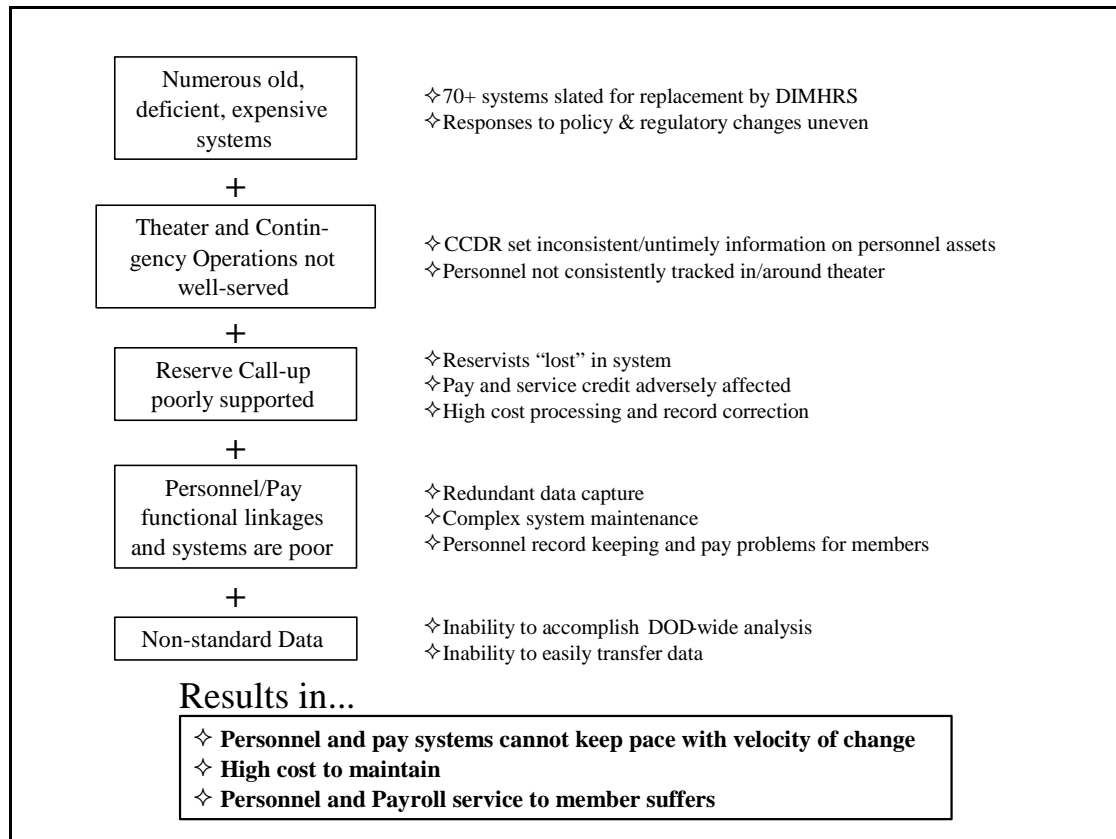 Numerous old,
deficient, expensive
systems
✧70+ systems slated for replacement by DIMHRS
✧Responses to policy & regulatory changes uneven
+
Theater and Contin-
gency Operations not
well-served
✧CCDR set inconsistent/untimely information on personnel assets
✧Personnel not consistently tracked in/around theater
+
Reserve Call-up
poorly supported
✧Reservists “lost” in system
✧Pay and service credit adversely affected
✧High cost processing and record correction
+
Personnel/Pay
functional linkages
and systems are poor
✧Redundant data capture
✧Complex system maintenance
✧Personnel record keeping and pay problems for members
+
Non-standard Data
✧Inability to accomplish DOD-wide analysis
✧Inability to easily transfer data
Results in...
✧ Personnel and pay systems cannot keep pace with velocity of change
✧ High cost to maintain
✧ Personnel and Payroll service to member suffers